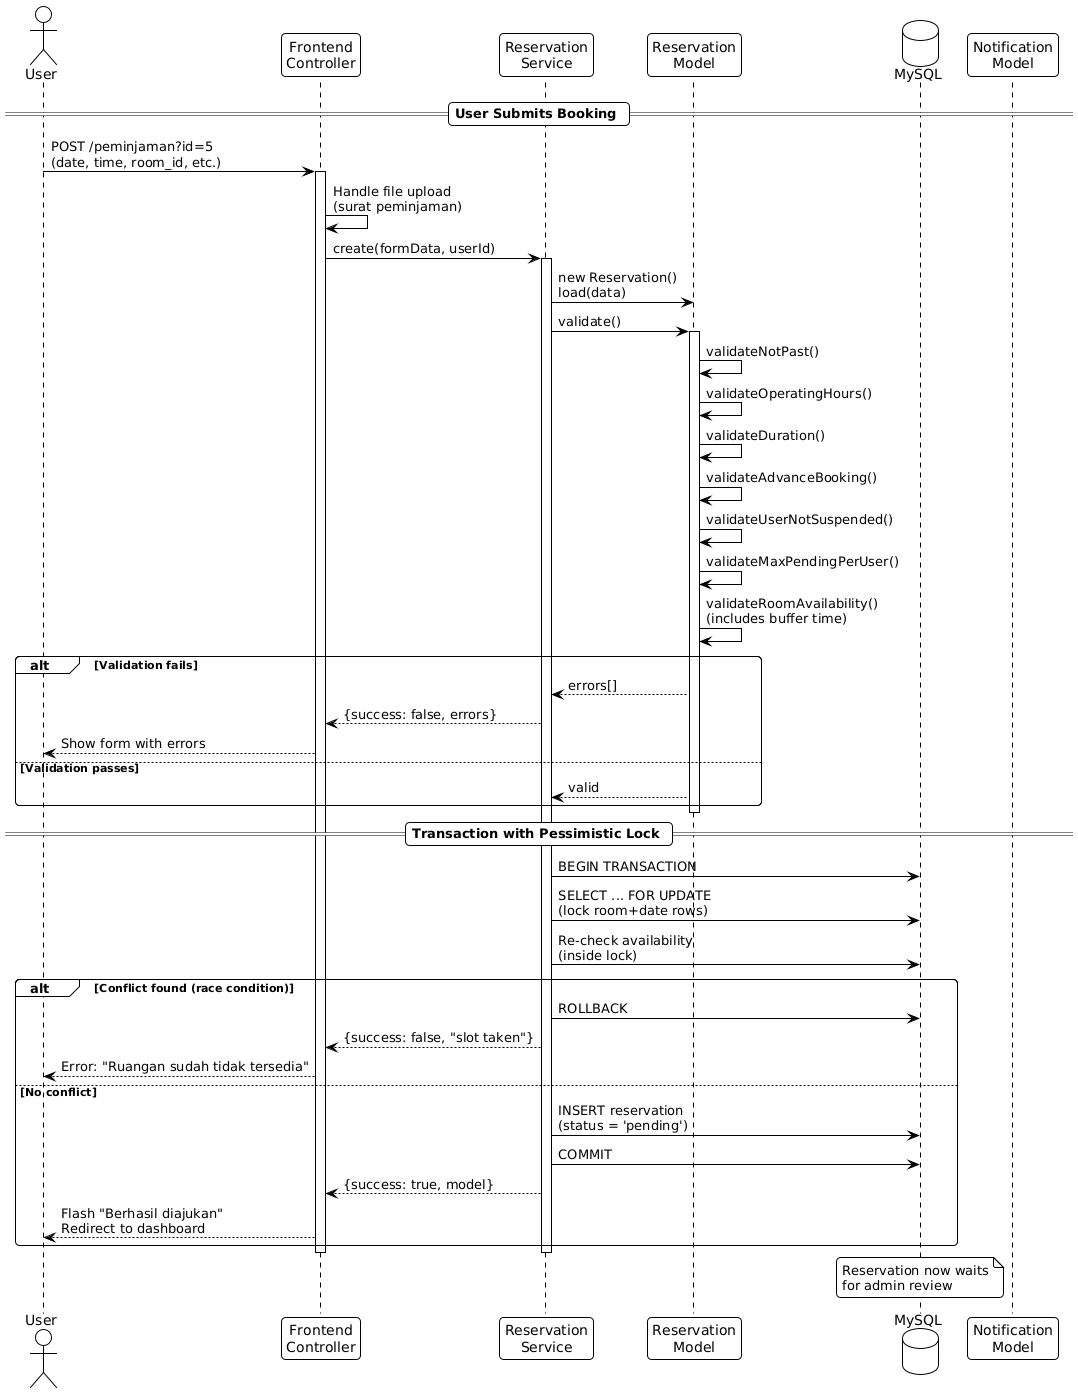 User
Frontend
Controller
Reservation
Service
Reservation
Model
MySQL
Notification
Model
User Submits Booking
POST /peminjaman?id=5
(date, time, room_id, etc.)
Handle file upload
(surat peminjaman)
create(formData, userId)
new Reservation()
load(data)
validate()
validateNotPast()
validateOperatingHours()
validateDuration()
validateAdvanceBooking()
validateUserNotSuspended()
validateMaxPendingPerUser()
validateRoomAvailability()
(includes buffer time)
alt [Validation fails]
errors[]
{success: false, errors}
Show form with errors
[Validation passes]
valid
Transaction with Pessimistic Lock
BEGIN TRANSACTION
SELECT ... FOR UPDATE
(lock room+date rows)
Re-check availability
(inside lock)
alt [Conflict found (race condition)]
ROLLBACK
{success: false, "slot taken"}
Error: "Ruangan sudah tidak tersedia"
[No conflict]
INSERT reservation
(status = 'pending')
COMMIT
{success: true, model}
Flash "Berhasil diajukan"
Redirect to dashboard
Reservation now waits
for admin review
User
Frontend
Controller
Reservation
Service
Reservation
Model
MySQL
Notification
Model